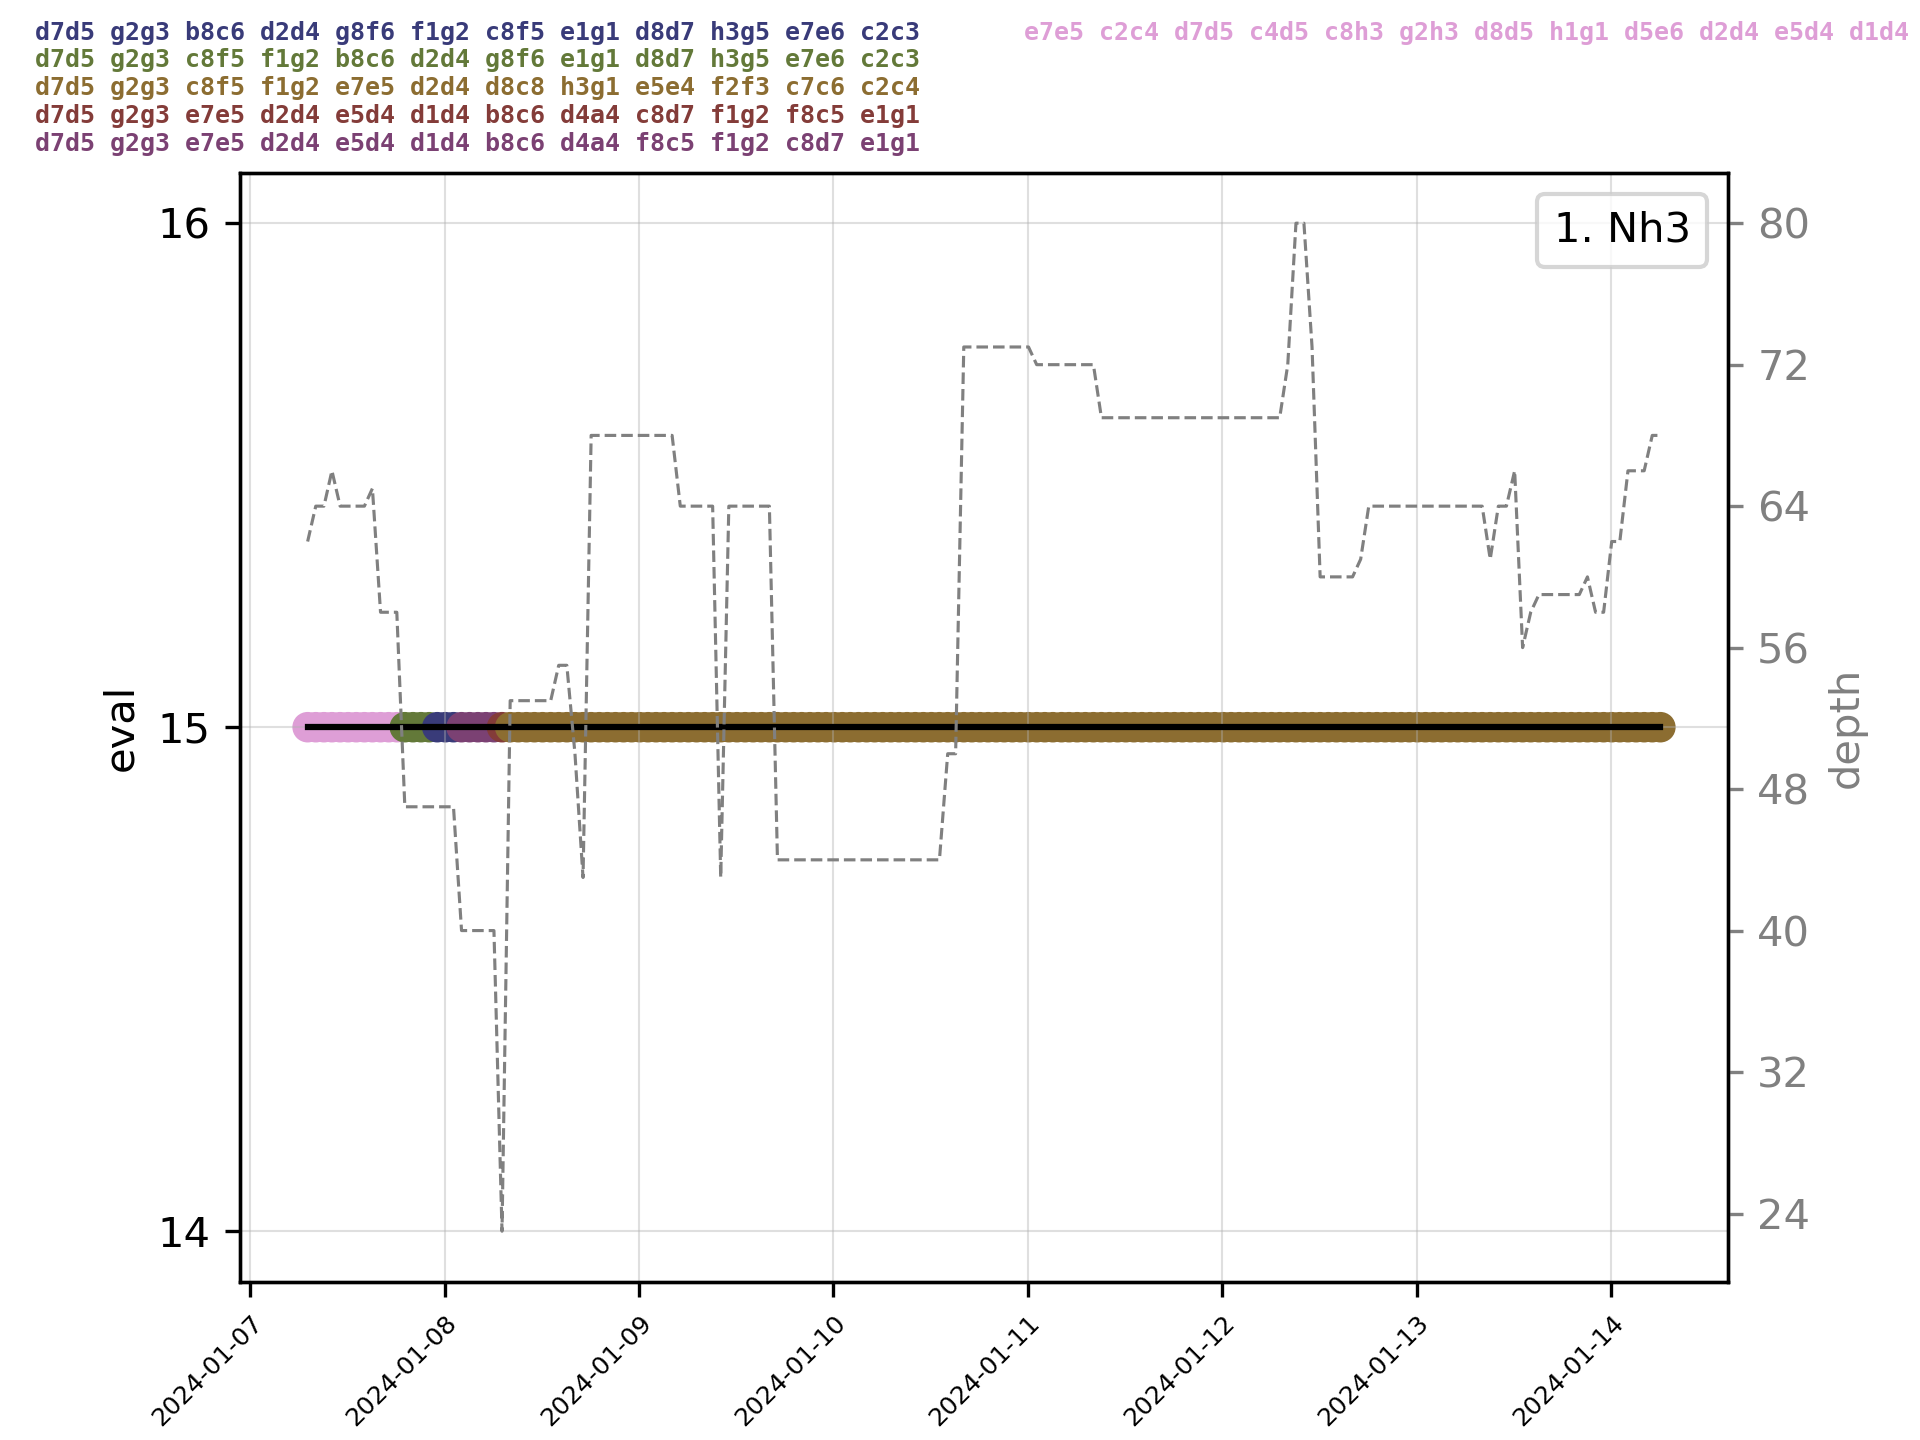 d7d5 g2g3 b8c6 d2d4 g8f6 f1g2 c8f5 e1g1 d8d7 h3g5 e7e6 c2c3
e7e5 c2c4 d7d5 c4d5 c8h3 g2h3 d8d5 h1g1 d5e6 d2d4 e5d4 d1d4
d7d5 g2g3 c8f5 f1g2 b8c6 d2d4 g8f6 e1g1 d8d7 h3g5 e7e6 c2c3
d7d5 g2g3 c8f5 f1g2 e7e5 d2d4 d8c8 h3g1 e5e4 f2f3 c7c6 c2c4
d7d5 g2g3 e7e5 d2d4 e5d4 d1d4 b8c6 d4a4 c8d7 f1g2 f8c5 e1g1
d7d5 g2g3 e7e5 d2d4 e5d4 d1d4 b8c6 d4a4 f8c5 f1g2 c8d7 e1g1
1. Nh3
16
15
14
eval
80
72
64
56
48
40
32
24
depth
2024-01-07
2024-01-08
2024-01-09
2024-01-10
2024-01-11
2024-01-12
2024-01-13
2024-01-14